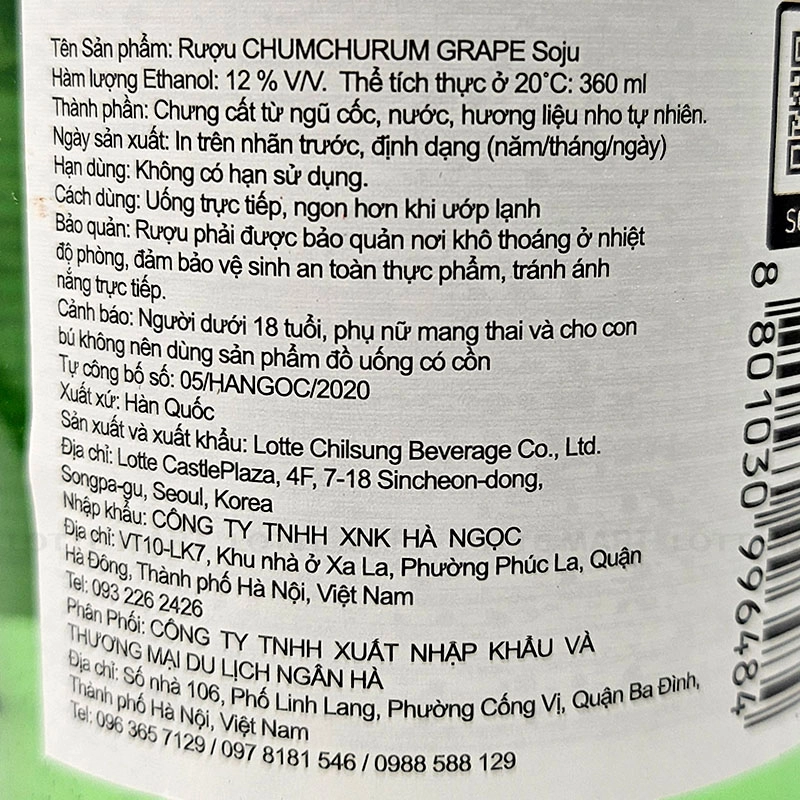 Tên Sản phẩm: Rượu CHUMCHURUM GRAPE Soju
Hàm lượng Ethanol: 12 % V/V. Thể tích thực ở 20°C: 360 ml
Thành phần: Chưng cất từ ngũ cốc, nước, hương liệu nho tự nhiên.
Ngày sản xuất: In trên nhãn trước, định dạng (năm/tháng/ngày)
Hạn dùng: Không có hạn sử dụng.
Cách dùng: Uống trực tiếp, ngon hơn khi ướp lạnh
Bảo quản: Rượu phải được bảo quản nơi khô thoáng ở nhiệt
độ phòng, đảm bảo vệ sinh an toàn thực phẩm, tránh ánh
nắng trực tiếp.
Cảnh báo: Người dưới 18 tuổi, phụ nữ mang thai và cho con
bú không nên dùng sản phẩm đồ uống có cồn
Tự công bố số: 05/HANGOC/2020
Xuất xứ: Hàn Quốc
Sản xuất và xuất khẩu: Lotte Chilsung Beverage Co., Ltd.
Địa chỉ: Lotte CastlePlaza, 4F, 7-18 Sincheon-dong,
Songpa-gu, Seoul, Korea
Nhập khẩu: CÔNG TY TNHH XNK HÀ NGỌC
Địa chỉ: VT10-LK7, Khu nhà ở Xa La, Phường Phúc La, Quận
Hà Đông, Thành phố Hà Nội, Việt Nam
Tel: 093 226 2426
Phân Phối: CÔNG TY TNHH XUẤT NHẬP KHẨU VÀ
THƯƠNG MẠI DU LỊCH NGÂN HÀ
Địa chỉ: Số nhà 106, Phố Linh Lang, Phường Cống Vị, Quận Ba Đình,
Thành phố Hà Nội, Việt Nam
Tel: 096 365 7129 / 097 8181 546 / 0988 588 129
8 801030 996484